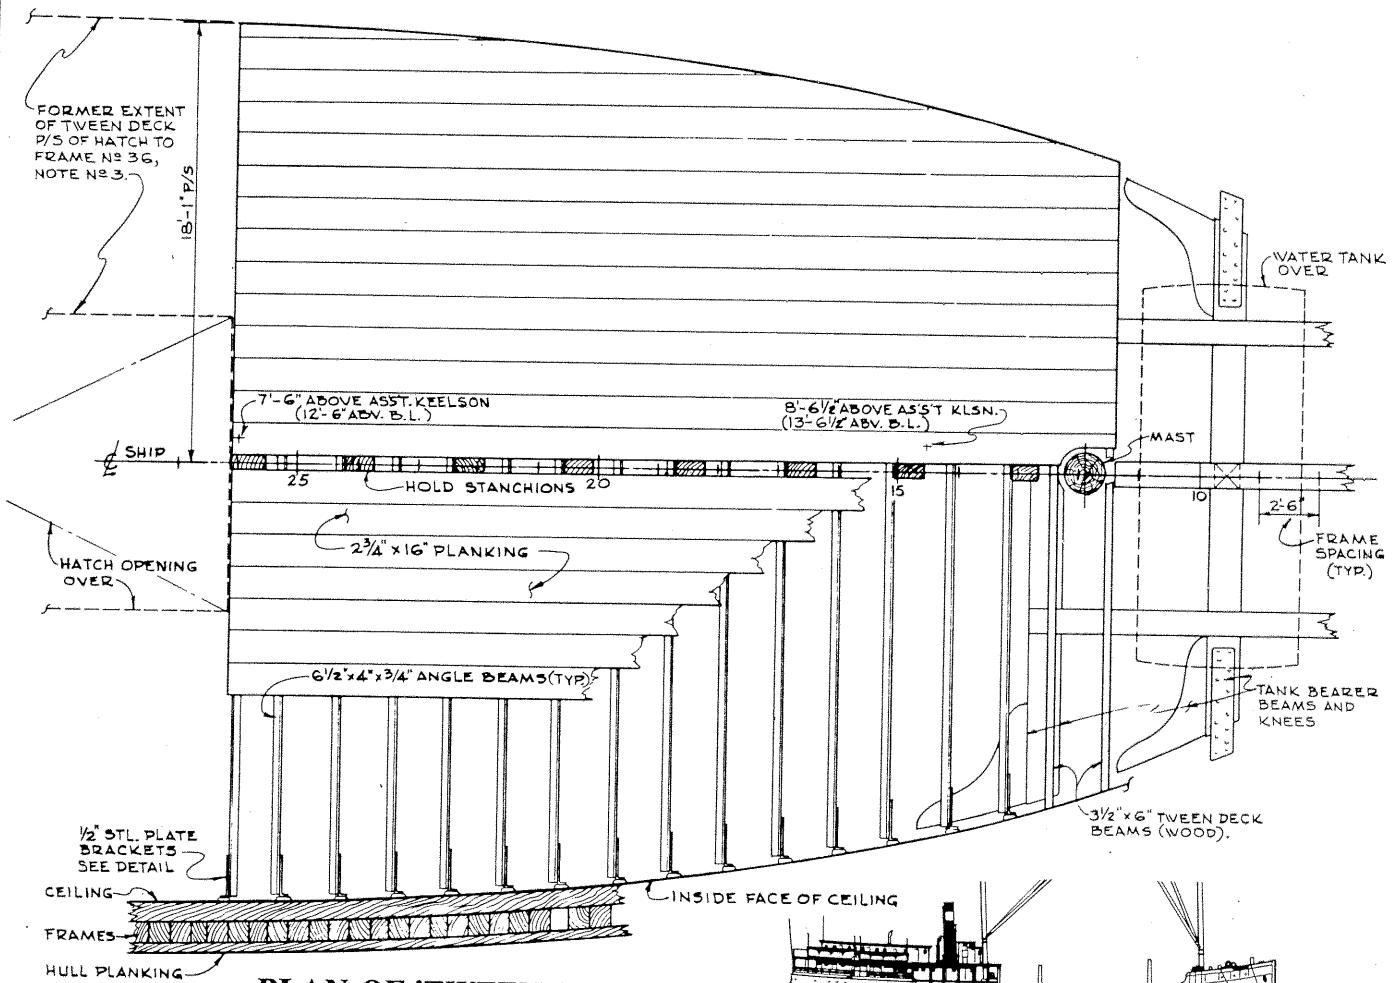 FORMER EXTENT
OF TWEEN DECK
P/S OF HATCH TO
FRAME Nº 36,
NOTE Nº 3.
18'-1" P/S
WATER TANK
OVER
7'-6" ABOVE ASST. KEELSON
(12'-6" ABV. B.L.)
8'-6½" ABOVE ASS'T KLSN.
(13'-6½" ABV. B.L.)
MAST
℄ SHIP
25
20
15
10
HOLD STANCHIONS
2'-6"
FRAME
SPACING
(TYP.)
2¾" x 16" PLANKING
HATCH OPENING
OVER
6½" x 4" x ¾" ANGLE BEAMS (TYP)
TANK BEARER
BEAMS AND
KNEES
3½" x 6" TWEEN DECK
BEAMS (WOOD).
½" STL. PLATE
BRACKETS
SEE DETAIL
CEILING
INSIDE FACE OF CEILING
FRAMES
HULL PLANKING
PLAN OF 'TWEEN